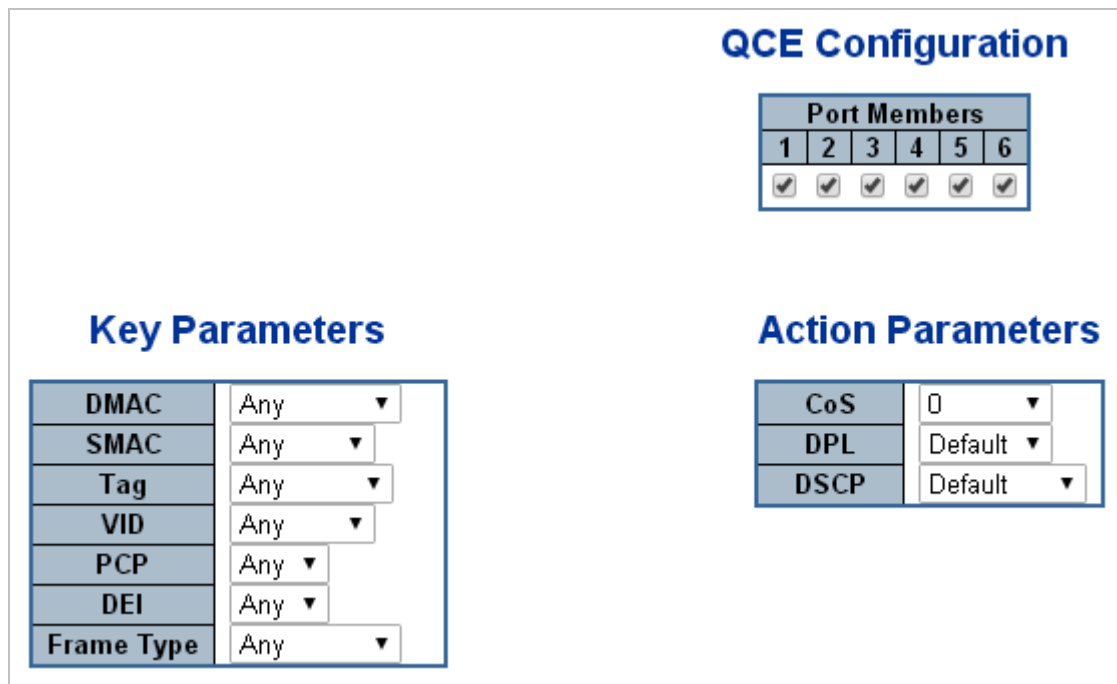 QCE Configuration
Port Members
1 2 3 4 5 6
Key Parameters
DMAC Any
SMAC Any
Tag Any
VID Any
PCP Any
DEI Any
Frame Type Any
Action Parameters
CoS 0
DPL Default
DSCP Default